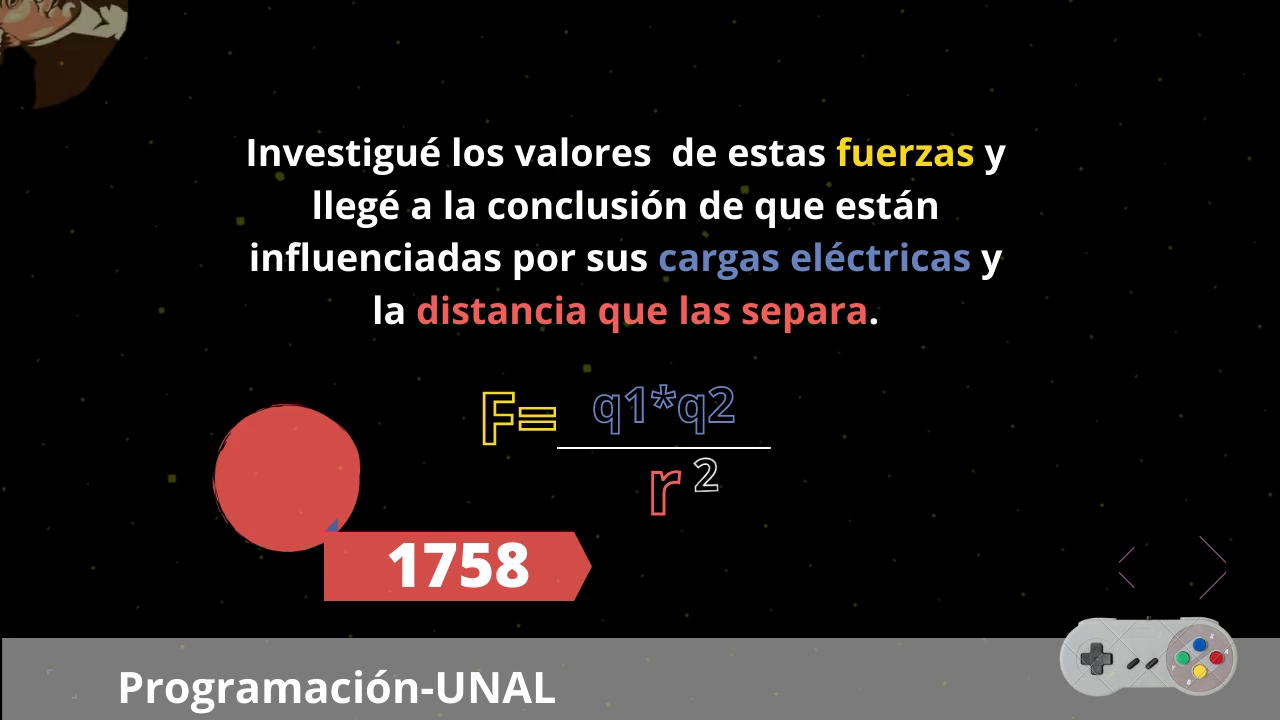 Investigué los valores  de estas fuerzas y
llegé a la conclusión de que están
influenciadas por sus cargas eléctricas y
la distancia que las separa.
F= q1*q2
r 2
1758
Programación-UNAL